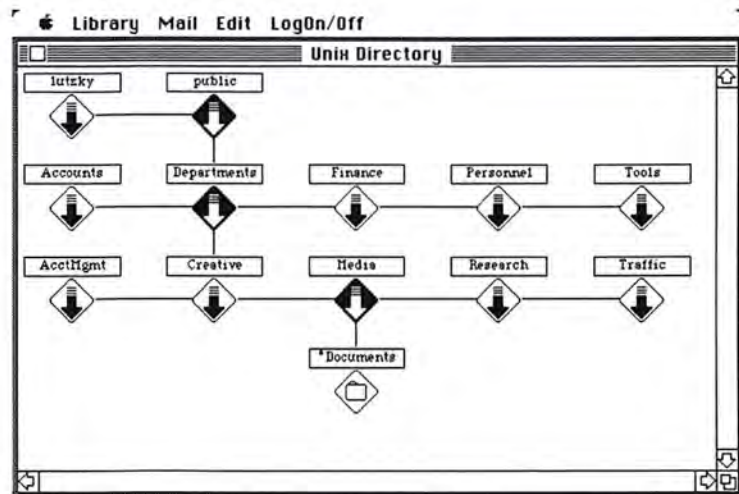 Library Mail Edit LogOn/Off
Unix Directory
lutzky public
Accounts Departments Finance Personnel Tools
AcctMgmt Creative Media Research Traffic
*Documents